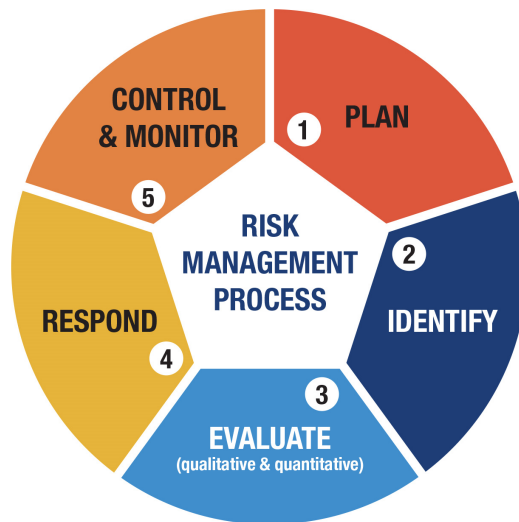 RISK
MANAGEMENT
PROCESS
1
PLAN
2
IDENTIFY
3
EVALUATE
(qualitative & quantitative)
4
RESPOND
5
CONTROL
& MONITOR